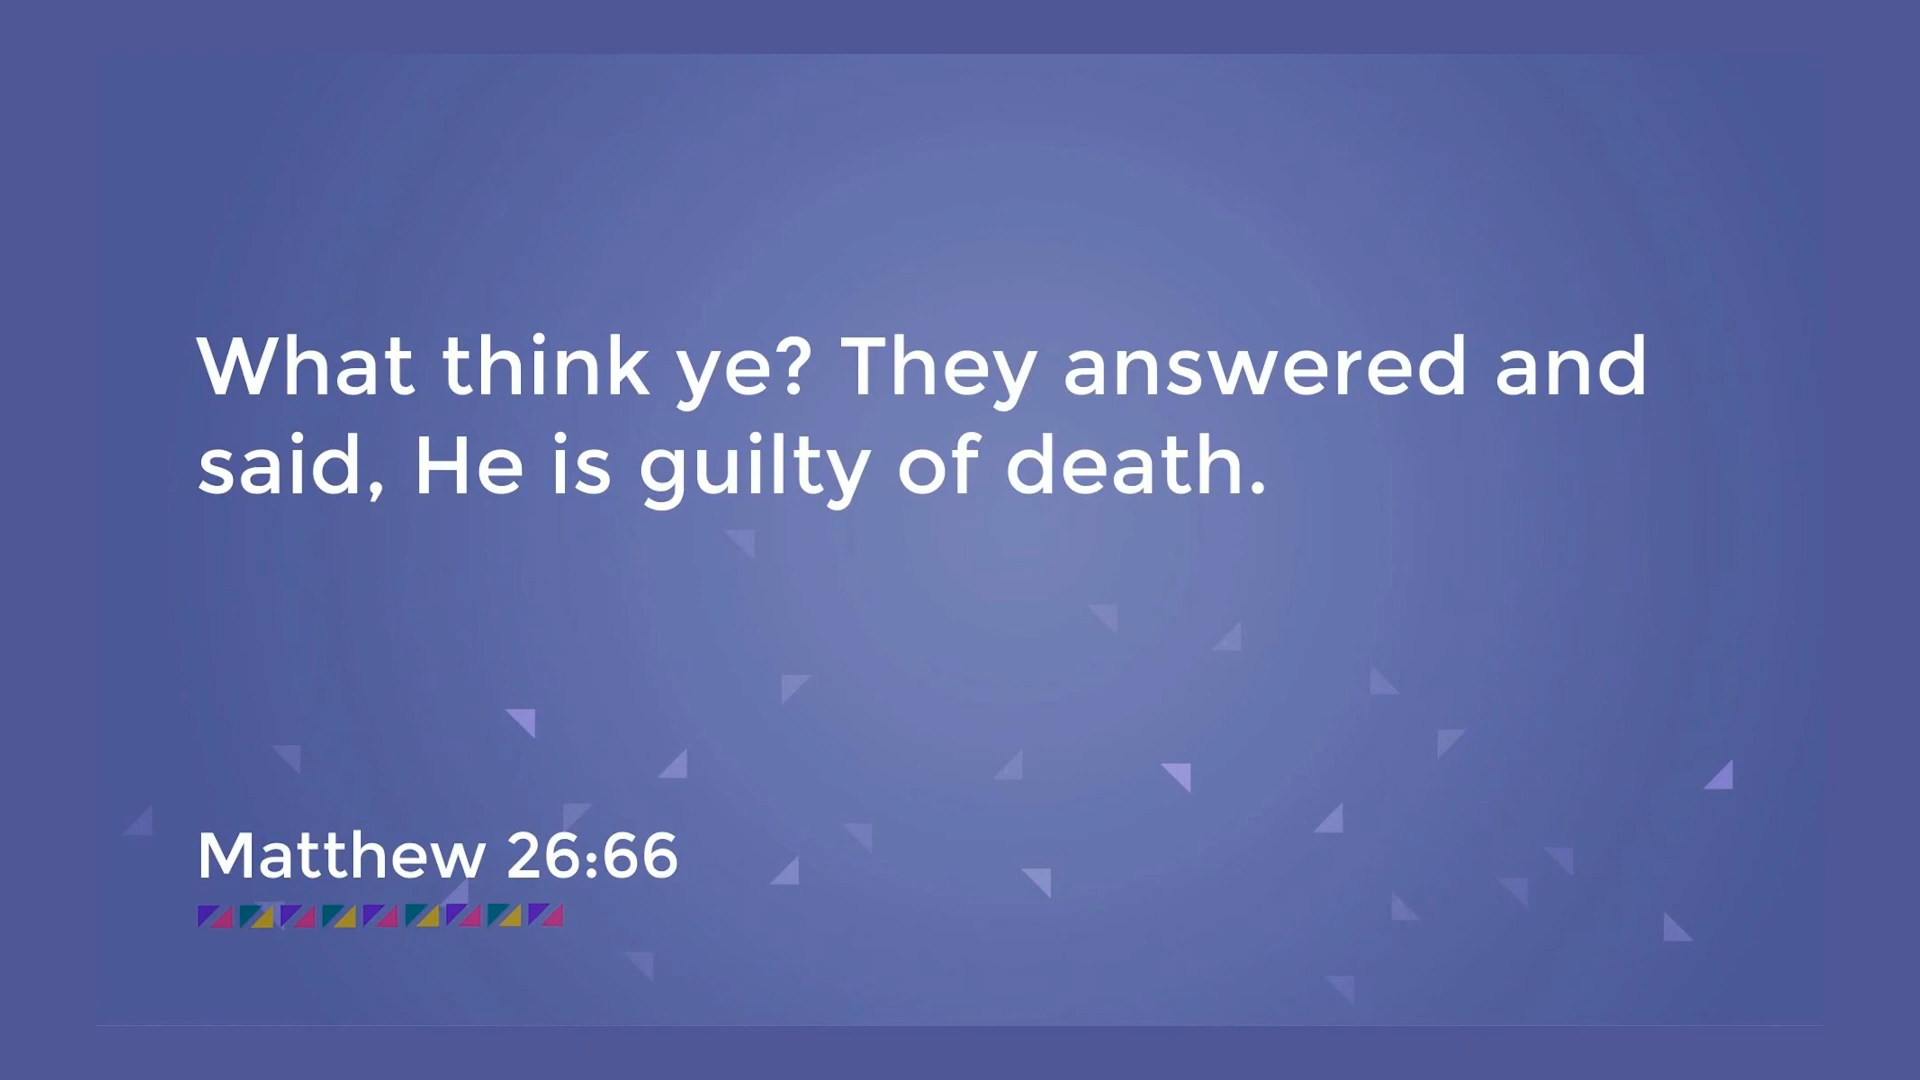 What think ye? They answered and
said, He is guilty of death.
Matthew 26:66